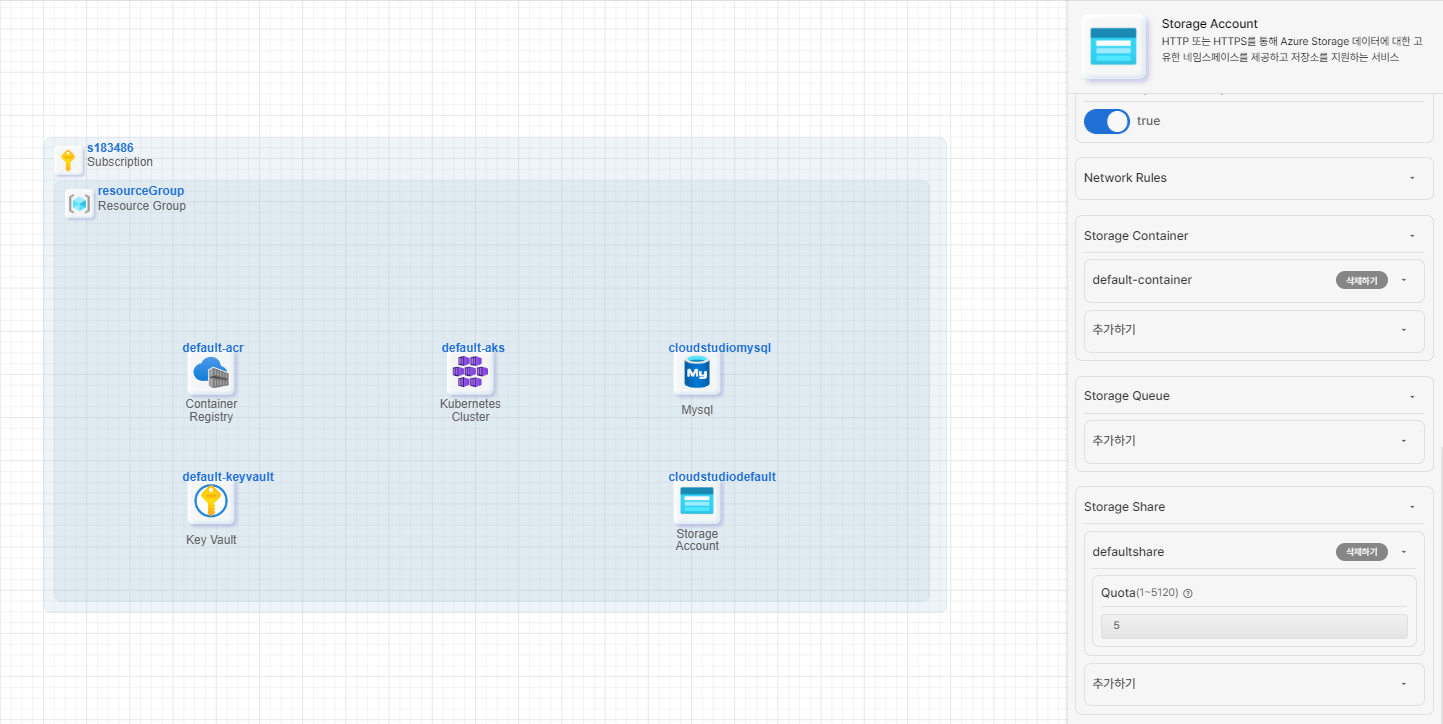 s183486
Subscription
resourceGroup
Resource Group
default-acr
Container
Registry
default-aks
Kubernetes
Cluster
cloudstudiomysql
My
Mysql
default-keyvault
Key Vault
cloudstudiodefault
Storage
Account
Storage Account
HTTP 또는 HTTPS를 통해 Azure Storage 데이터에 대한 고
유한 네임스페이스를 제공하고 저장소를 지원하는 서비스
true
Network Rules
Storage Container
default-container 삭제하기
추가하기
Storage Queue
추가하기
Storage Share
defaultshare 삭제하기
Quota(1~5120)
5
추가하기